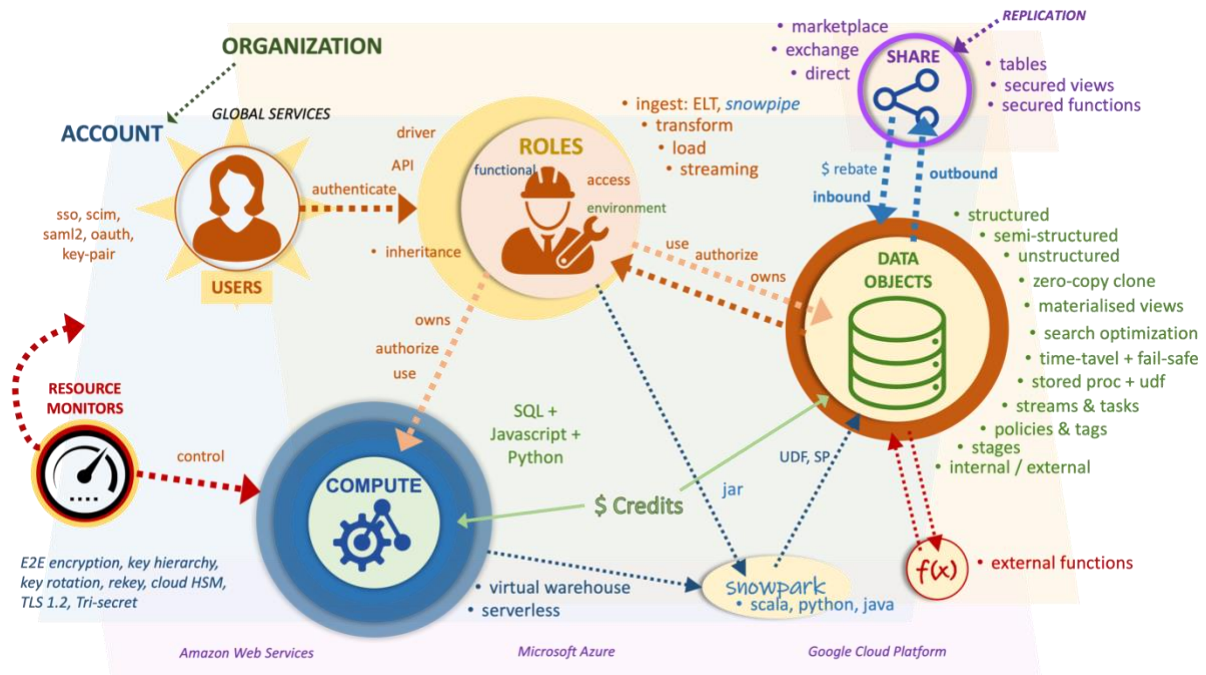 REPLICATION
ORGANIZATION
• marketplace
• exchange
• direct
SHARE
• tables
• secured views
• secured functions
GLOBAL SERVICES
ACCOUNT
driver
API
authenticate
• inheritance
sso, scim,
saml2, oauth,
key-pair
USERS
ROLES
functional
access
environment
• ingest: ELT, snowpipe
• transform
• load
• streaming
$ rebate
inbound
outbound
use
authorize
owns
DATA
OBJECTS
• structured
• semi-structured
• unstructured
• zero-copy clone
• materialised views
• search optimization
• time-tavel + fail-safe
• stored proc + udf
• streams & tasks
• policies & tags
• stages
• internal / external
owns
authorize
use
RESOURCE
MONITORS
control
COMPUTE
SQL +
Javascript +
Python
$ Credits
UDF, SP
jar
• virtual warehouse
• serverless
snowpark
• scala, python, java
f(x)
• external functions
E2E encryption, key hierarchy,
key rotation, rekey, cloud HSM,
TLS 1.2, Tri-secret
Amazon Web Services
Microsoft Azure
Google Cloud Platform